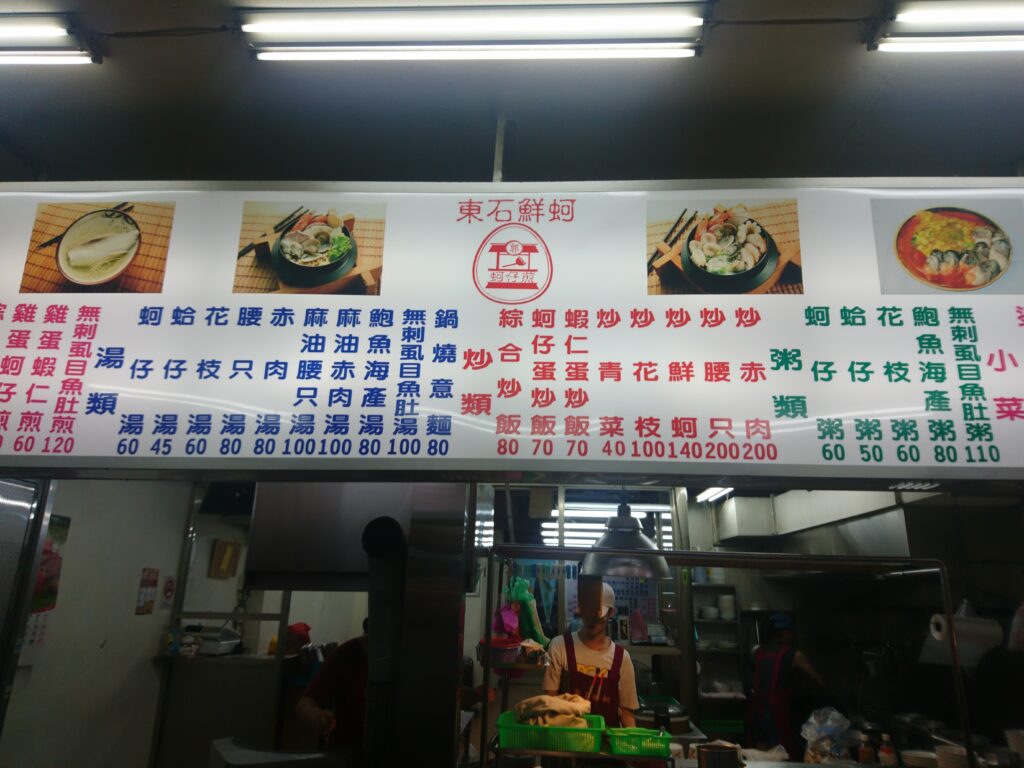 東石鮮蚵
郭
蚵仔煎
雞蛋蚵仔煎
雞蛋蝦仁煎 60
無刺虱目魚肚煎 120
湯類
蚵仔湯 60
蛤仔湯 45
花枝湯 60
腰只湯 80
赤肉湯 80
麻油腰只湯 100
麻油赤肉湯 100
鮑魚海產湯 80
無刺虱目魚肚湯 100
鍋燒意麵 80
炒類
綜合炒飯 80
蚵仔蛋炒飯 70
蝦仁蛋炒飯 70
炒青菜 40
炒花枝 100
炒鮮蚵 140
炒腰只 200
炒赤肉 200
粥類
蚵仔粥 60
蛤仔粥 50
花枝粥 60
鮑魚海產粥 80
無刺虱目魚肚粥 110
小菜